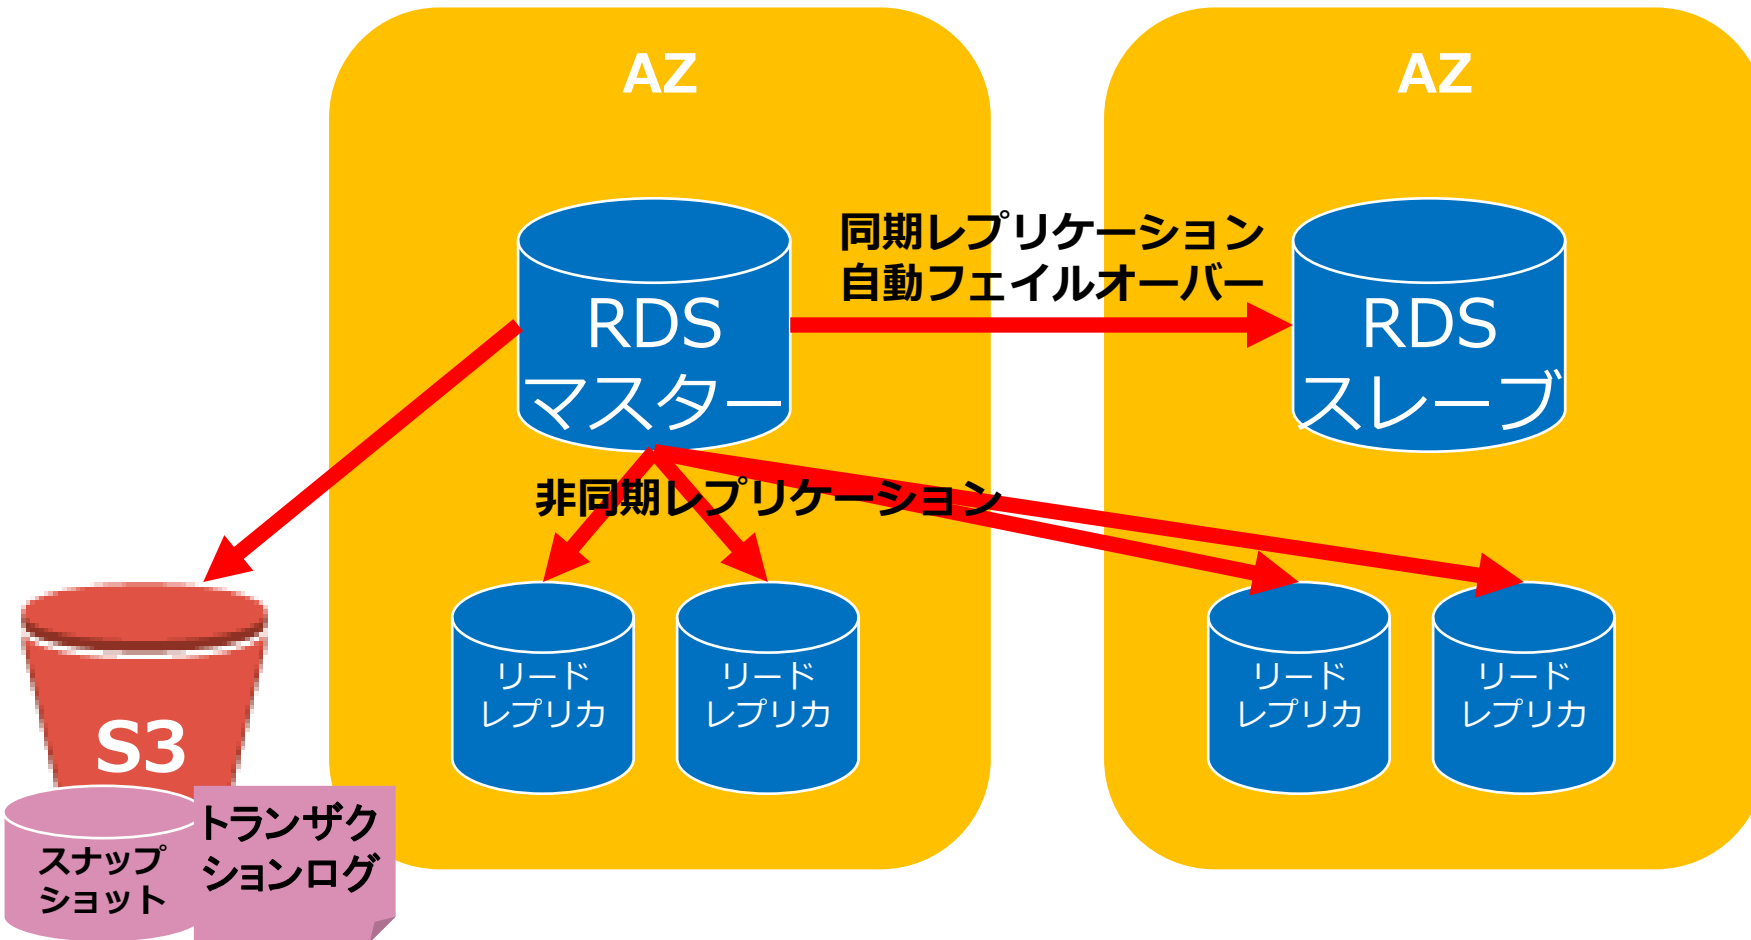 AZ
AZ
同期レプリケーション
自動フェイルオーバー
RDS
マスター
RDS
スレーブ
非同期レプリケーション
リード
レプリカ
リード
レプリカ
リード
レプリカ
リード
レプリカ
S3
スナップ
ショット
トランザク
ションログ